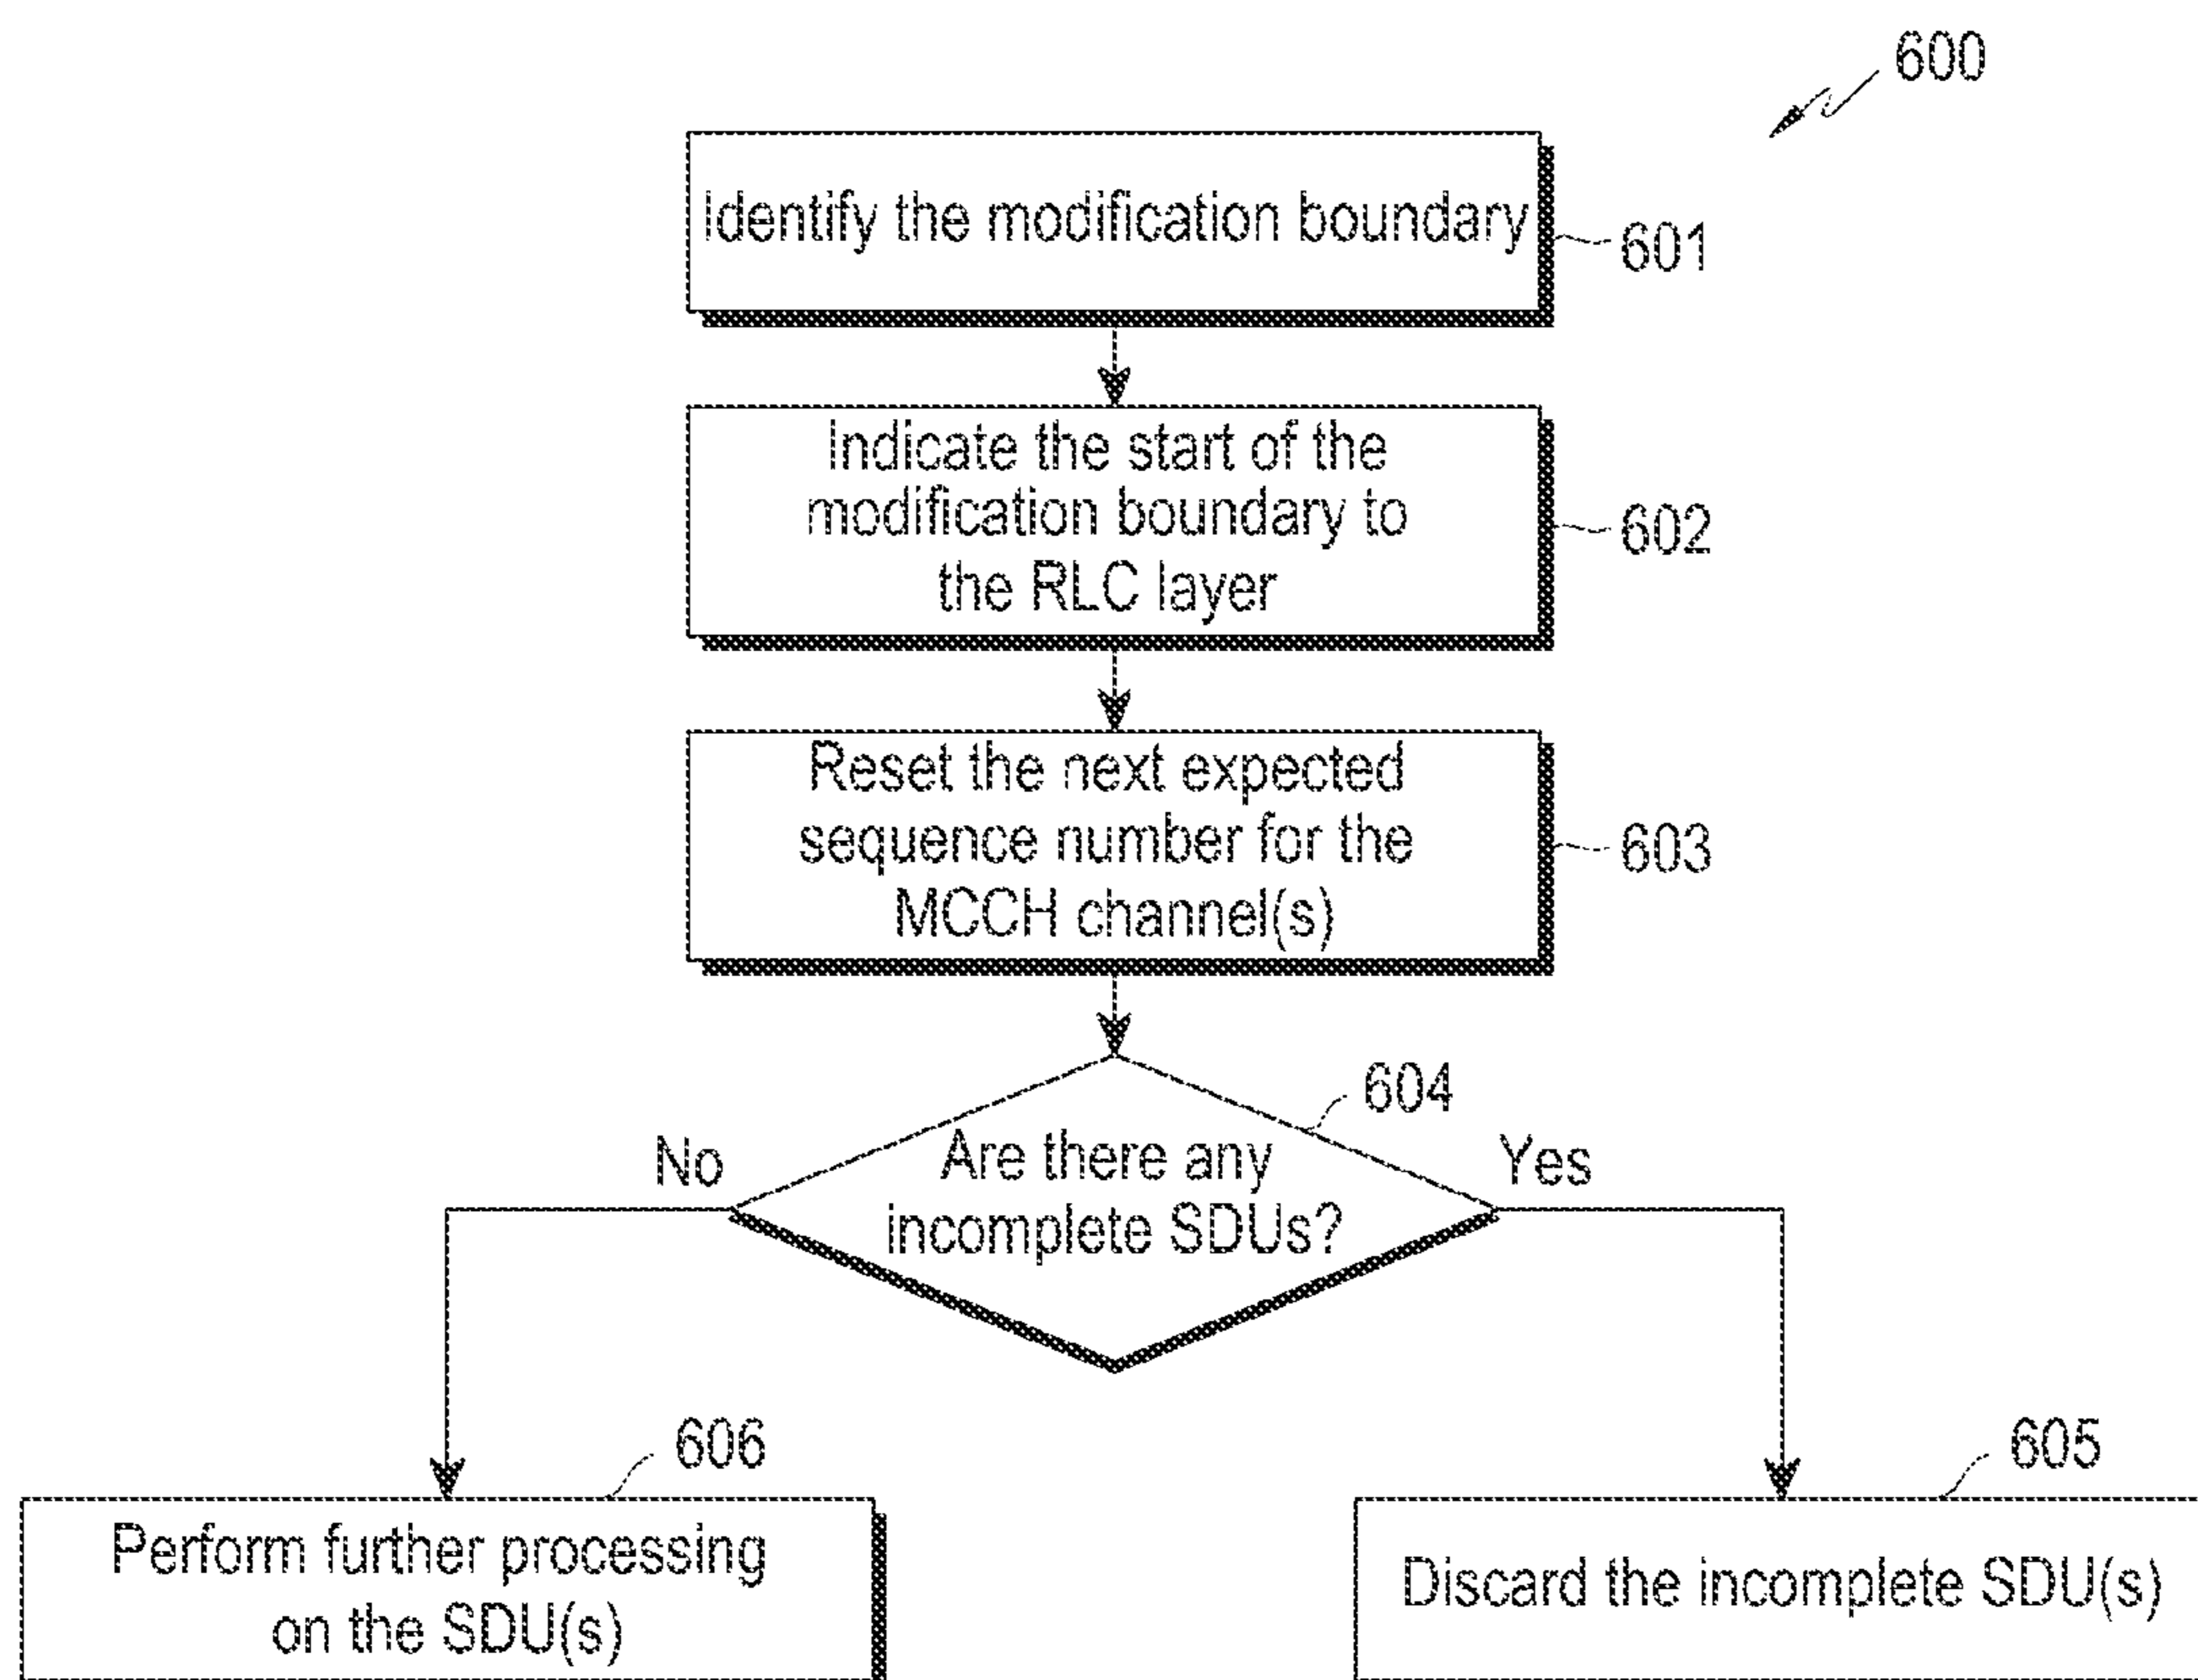 600
Identify the modification boundary
601
Indicate the start of the
modification boundary to
the RLC layer
602
Reset the next expected
sequence number for the
MCCH channel(s)
603
604
Are there any
incomplete SDUs?
No
Yes
606
Perform further processing
on the SDU(s)
605
Discard the incomplete SDU(s)